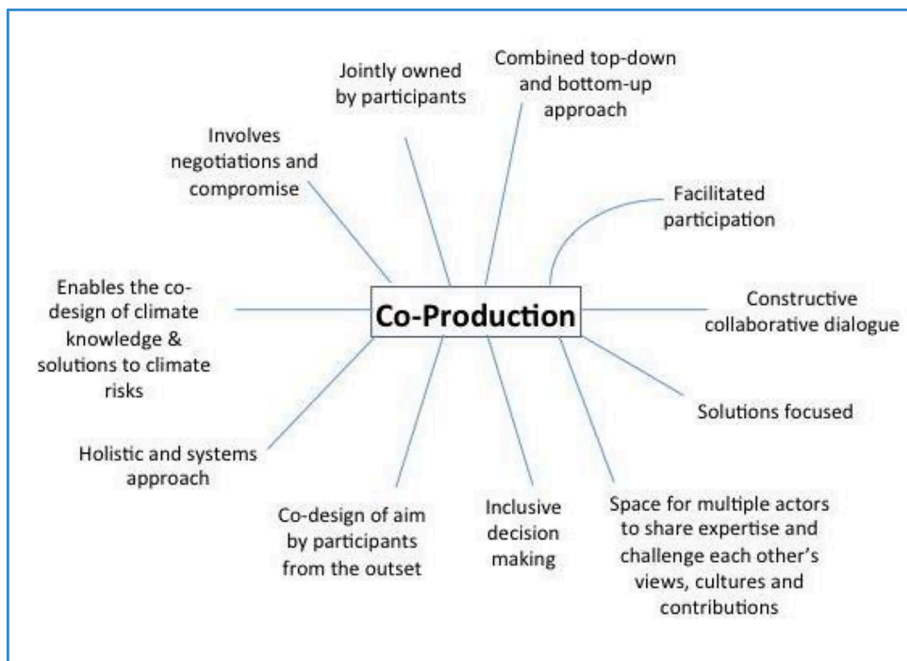 Combined top-down
and bottom-up
approach
Jointly owned
by participants
Involves
negotiations and
compromise
Facilitated
participation
Enables the co-
design of climate
knowledge &
solutions to climate
risks
Co-Production
Constructive
collaborative dialogue
Solutions focused
Holistic and systems
approach
Co-design of aim
by participants
from the outset
Inclusive
decision
making
Space for multiple actors
to share expertise and
challenge each other's
views, cultures and
contributions